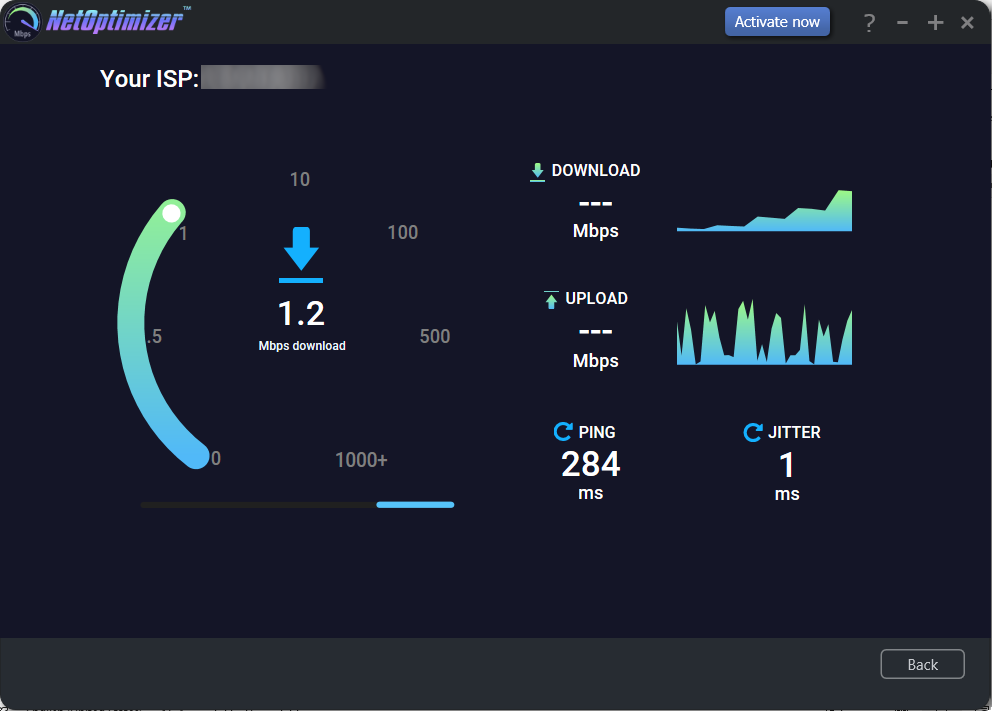 Mbps
NetOptimizer™
Activate now
Your ISP:
10
1
100
.5
1.2
Mbps download
500
0
1000+
DOWNLOAD
---
Mbps
UPLOAD
---
Mbps
PING
284
ms
JITTER
1
ms
Back